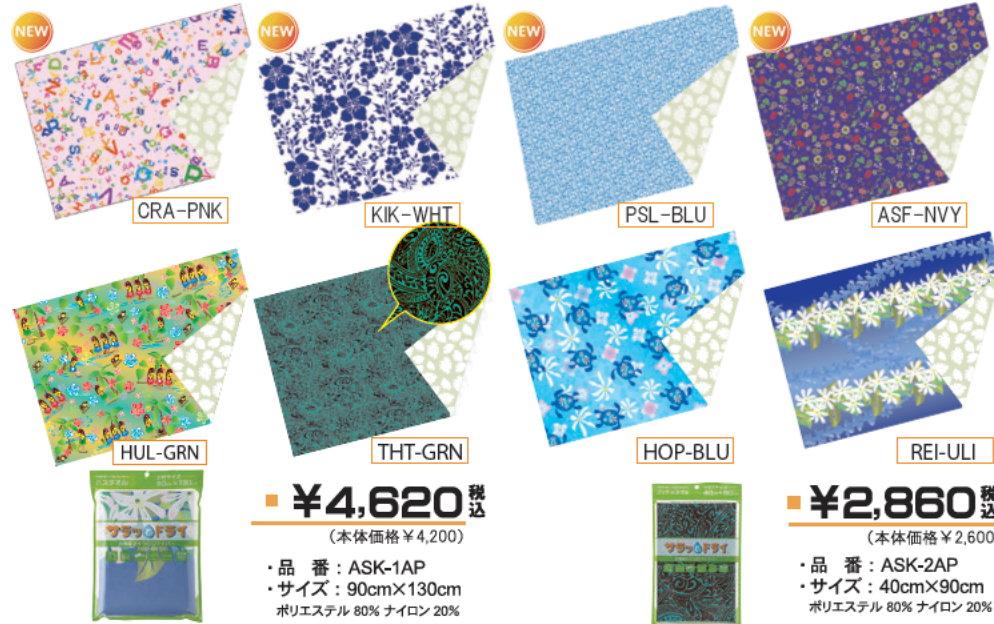 NEW
NEW
NEW
NEW
CRA-PNK
KIK-WHT
PSL-BLU
ASF-NVY
HUL-GRN
THT-GRN
HOP-BLU
REI-ULI
バスタオル
サラッドライ
■ ¥4,620税込
（本体価格￥4,200）
・品　番：ASK-1AP
・サイズ：90cm×130cm
ポリエステル 80% ナイロン 20%
サラッドライ
■ ¥2,860税込
（本体価格￥2,600
・品　番：ASK-2AP
・サイズ：40cm×90cm
ポリエステル 80% ナイロン 20%